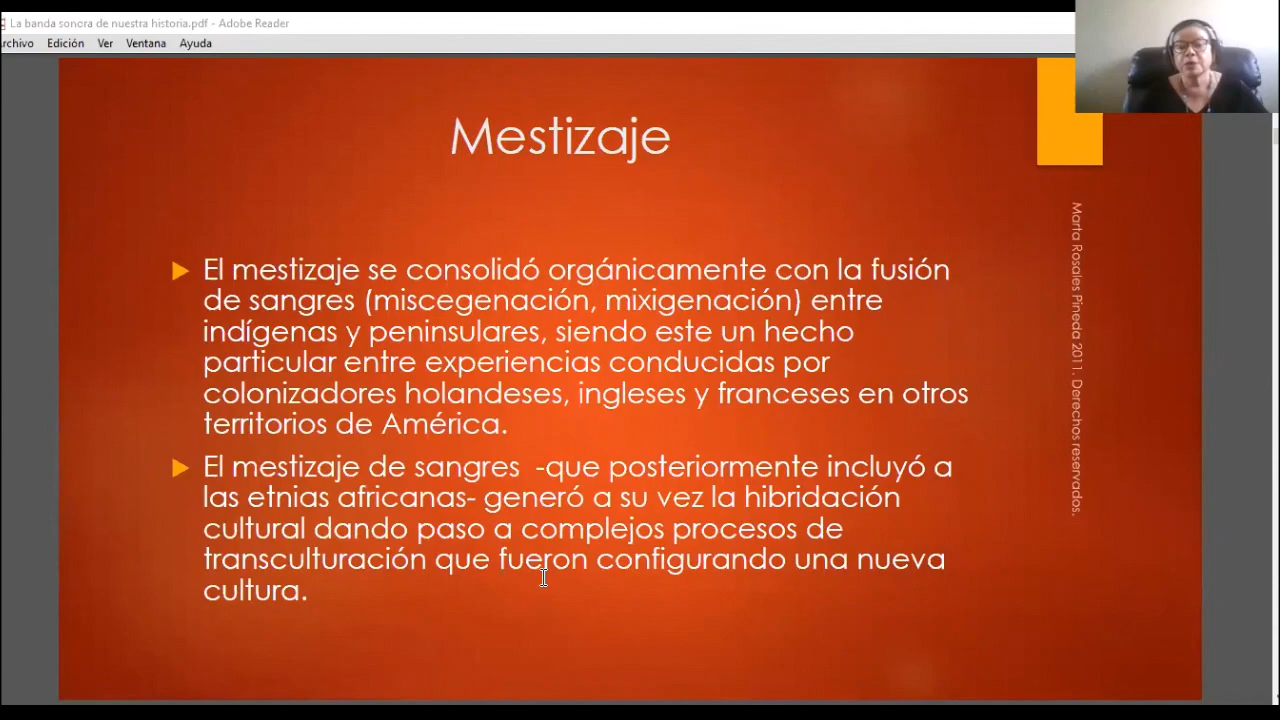 La banda sonora de nuestra historia.pdf - Adobe Reader
rchivo Edición Ver Ventana Ayuda
Mestizaje
El mestizaje se consolidó orgánicamente con la fusión
de sangres (miscegenación, mixigenación) entre
indígenas y peninsulares, siendo este un hecho
particular entre experiencias conducidas por
colonizadores holandeses, ingleses y franceses en otros
territorios de América.
El mestizaje de sangres -que posteriormente incluyó a
las etnias africanas- generó a su vez la hibridación
cultural dando paso a complejos procesos de
transculturación que fueron configurando una nueva
cultura.
Marta Rosales Pineda 2011. Derechos reservados.